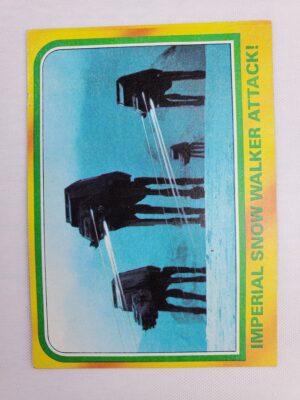 IMPERIAL SNOW WALKER ATTACK!